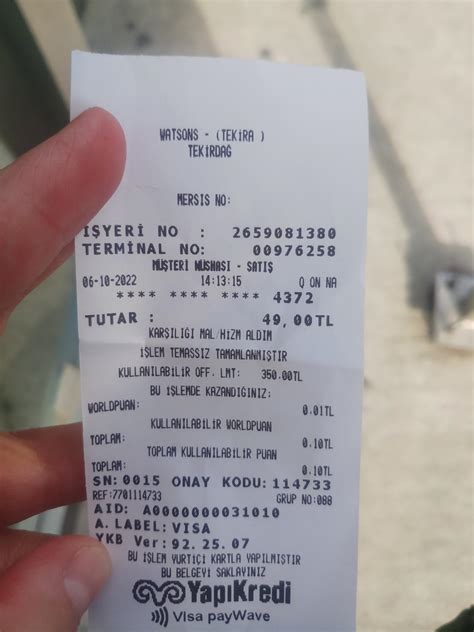 WATSONS - (TEKİRA )
TEKİRDAĞ
MERSIS NO:
İŞYERİ NO : 2659081380
TERMINAL NO: 00976258
MÜŞTERİ NÜSHASI - SATIŞ
06-10-2022 14:13:15 Q ON NA
**** **** **** 4372
TUTAR : 49,00TL
KARŞILIĞI MAL/HİZM ALDIM
İŞLEM TEMASSIZ TAMAMLANMIŞTIR
KULLANILABİLİR OFF. LMT: 350.00TL
BU İŞLEMDE KAZANDIĞINIZ:
WORLDPUAN: 0.01TL
KULLANILABİLİR WORLDPUAN
TOPLAM: 0.10TL
TOPLAM KULLANILABİLİR PUAN
TOPLAM: 0.10TL
SN: 0015 ONAY KODU: 114733
REF:7701114733 GRUP NO:088
AID: A0000000031010
A. LABEL: VISA
YKB Ver: 92.25.07
BU İŞLEM YURTİÇİ KARTLA YAPILMIŞTIR
BU BELGEYİ SAKLAYINIZ
YapıKredi
Visa payWave